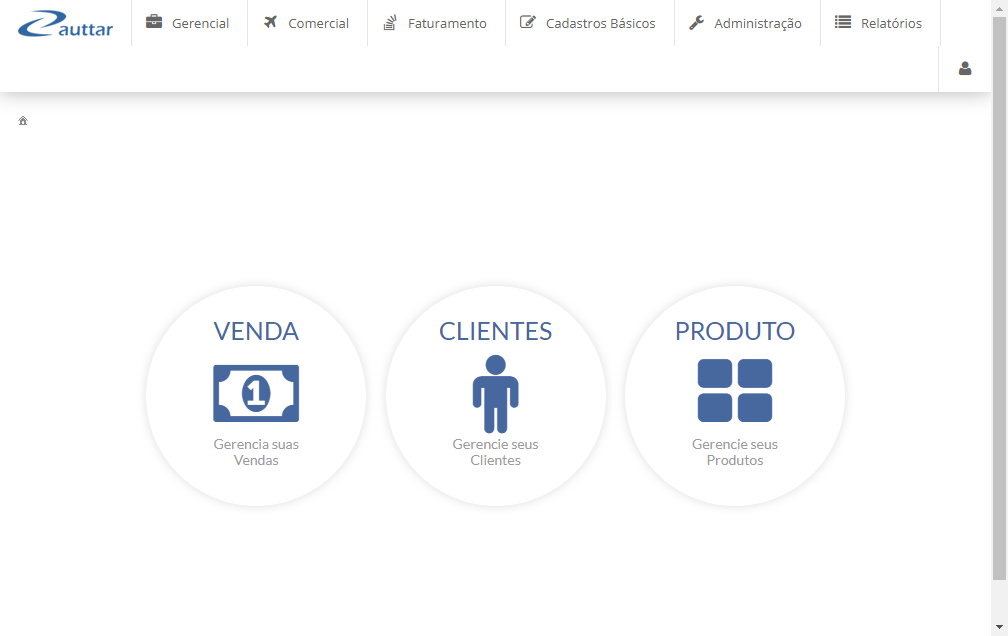 auttar
Gerencial
Comercial
Faturamento
Cadastros Básicos
Administração
Relatórios
VENDA
1
Gerencia suas
Vendas
CLIENTES
Gerencie seus
Clientes
PRODUTO
Gerencie seus
Produtos